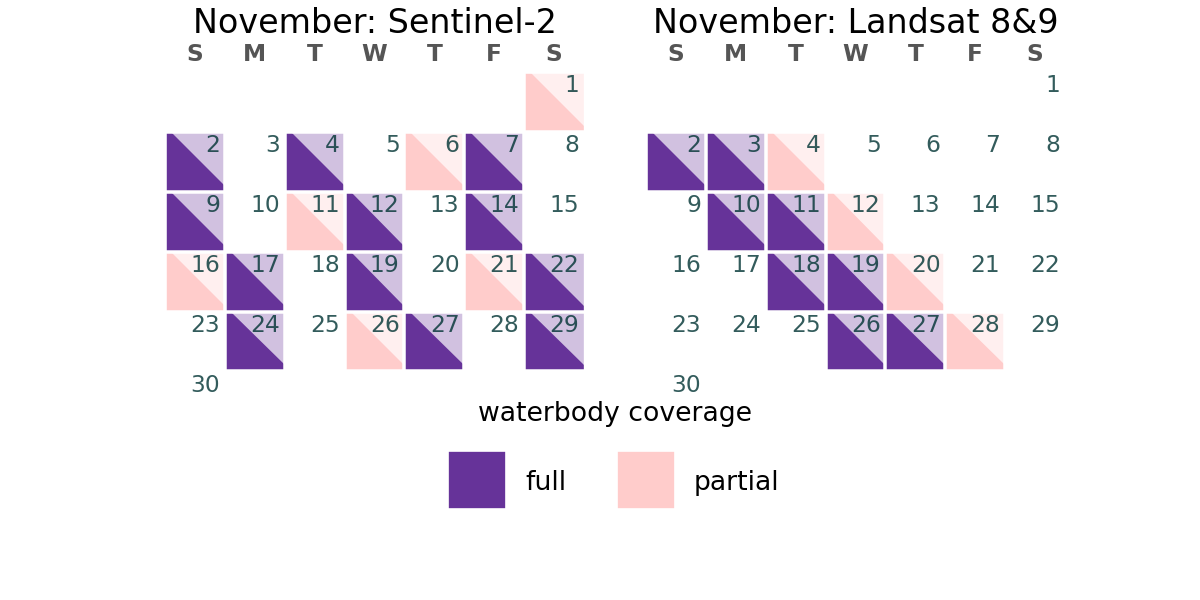 November: Sentinel-2
S M T W T F S
1
2 3 4 5 6 7 8
9 10 11 12 13 14 15
16 17 18 19 20 21 22
23 24 25 26 27 28 29
30
November: Landsat 8&9
S M T W T F S
1
2 3 4 5 6 7 8
9 10 11 12 13 14 15
16 17 18 19 20 21 22
23 24 25 26 27 28 29
30
waterbody coverage
full
partial